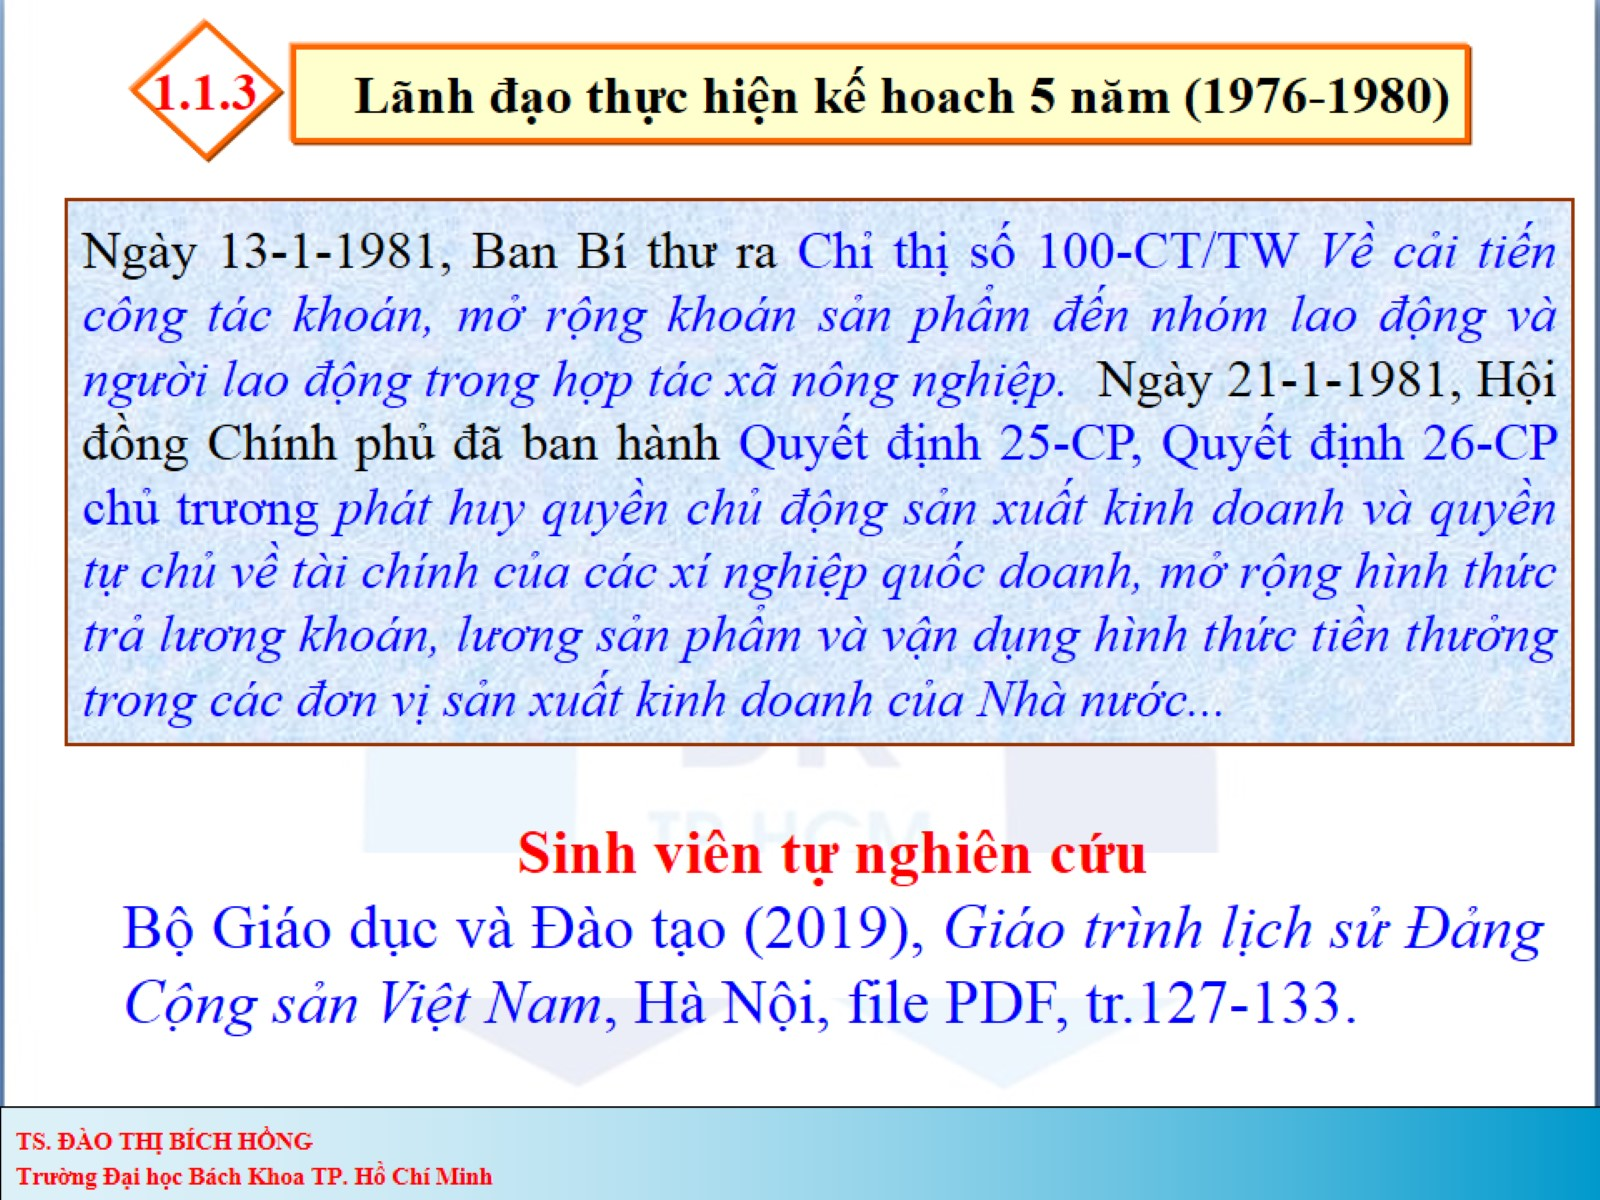 1.1.3
Lãnh đạo thực hiện kế hoach 5 năm (1976-1980)
Ngày 13-1-1981, Ban Bí thư ra Chỉ thị số 100-CT/TW Về cải tiến
công tác khoán, mở rộng khoán sản phẩm đến nhóm lao động và
người lao động trong hợp tác xã nông nghiệp. Ngày 21-1-1981, Hội
đồng Chính phủ đã ban hành Quyết định 25-CP, Quyết định 26-CP
chủ trương phát huy quyền chủ động sản xuất kinh doanh và quyền
tự chủ về tài chính của các xí nghiệp quốc doanh, mở rộng hình thức
trả lương khoán, lương sản phẩm và vận dụng hình thức tiền thưởng
trong các đơn vị sản xuất kinh doanh của Nhà nước...
BK
TP.HCM
Sinh viên tự nghiên cứu
Bộ Giáo dục và Đào tạo (2019), Giáo trình lịch sử Đảng
Cộng sản Việt Nam, Hà Nội, file PDF, tr.127-133.
TS. ĐÀO THỊ BÍCH HỒNG
Trường Đại học Bách Khoa TP. Hồ Chí Minh